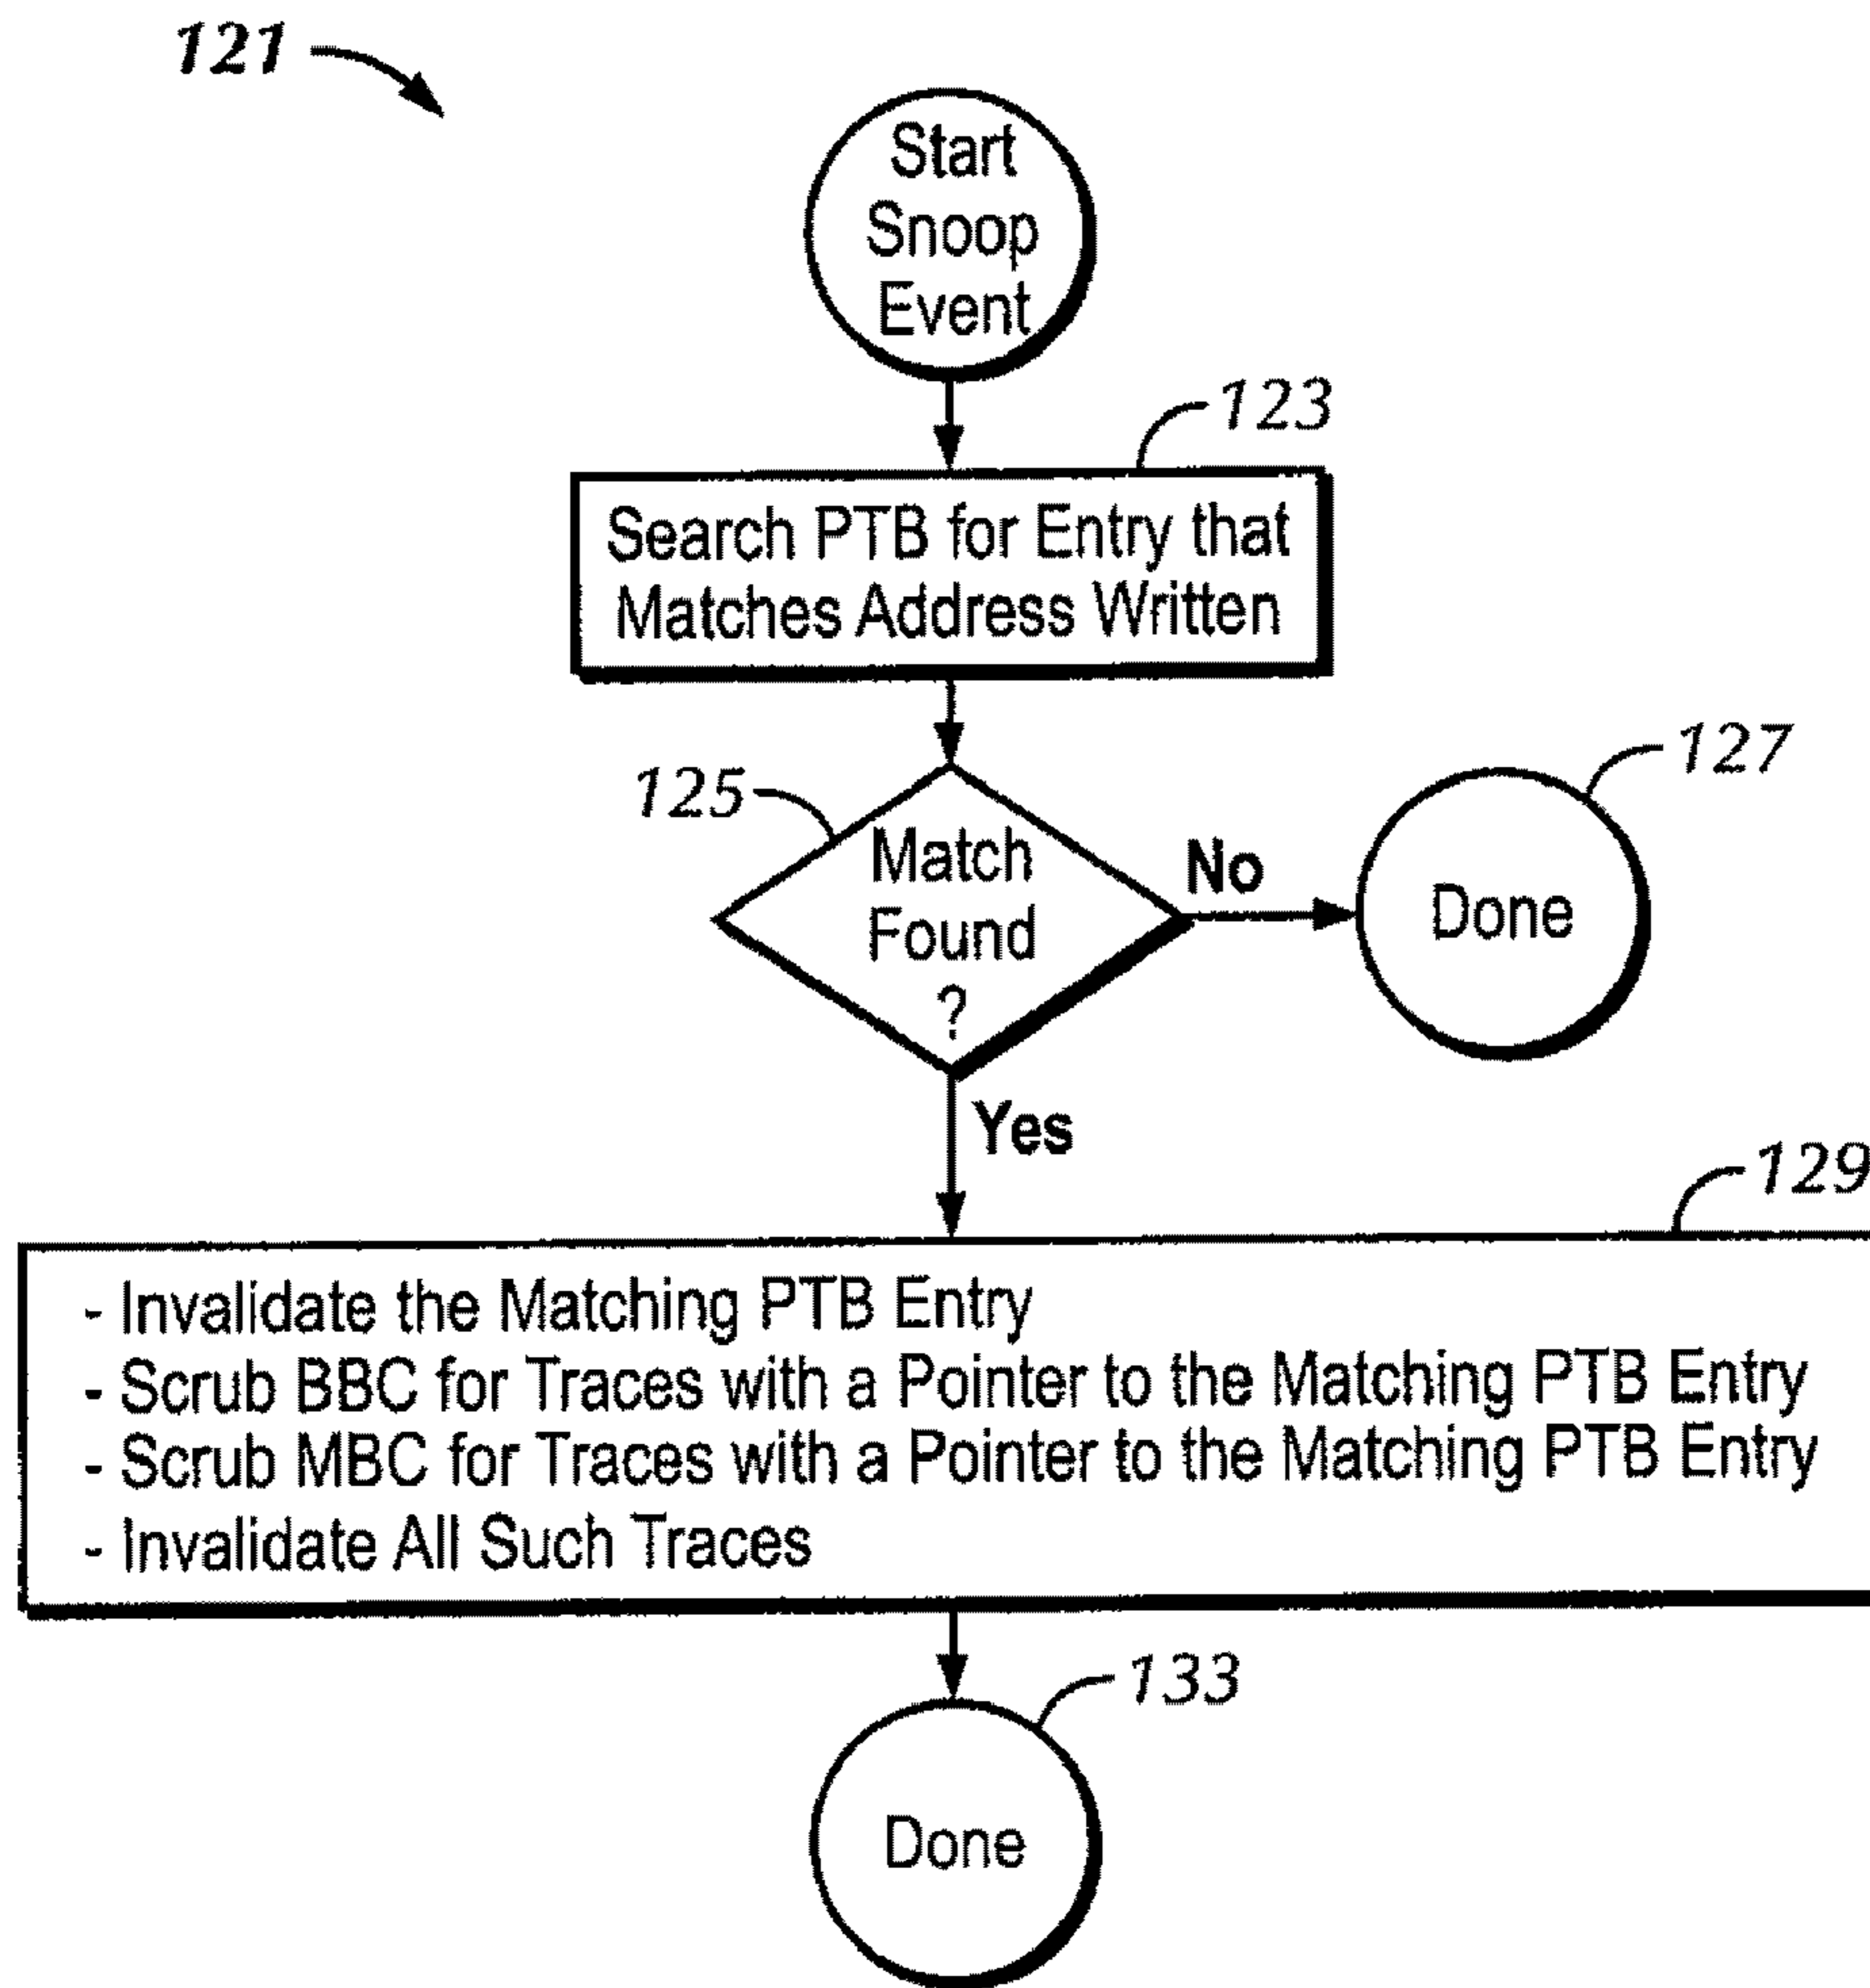 121
Start
Snoop
Event
123
Search PTB for Entry that
Matches Address Written
125
Match
Found
?
No
127
Done
Yes
129
- Invalidate the Matching PTB Entry
- Scrub BBC for Traces with a Pointer to the Matching PTB Entry
- Scrub MBC for Traces with a Pointer to the Matching PTB Entry
- Invalidate All Such Traces
133
Done